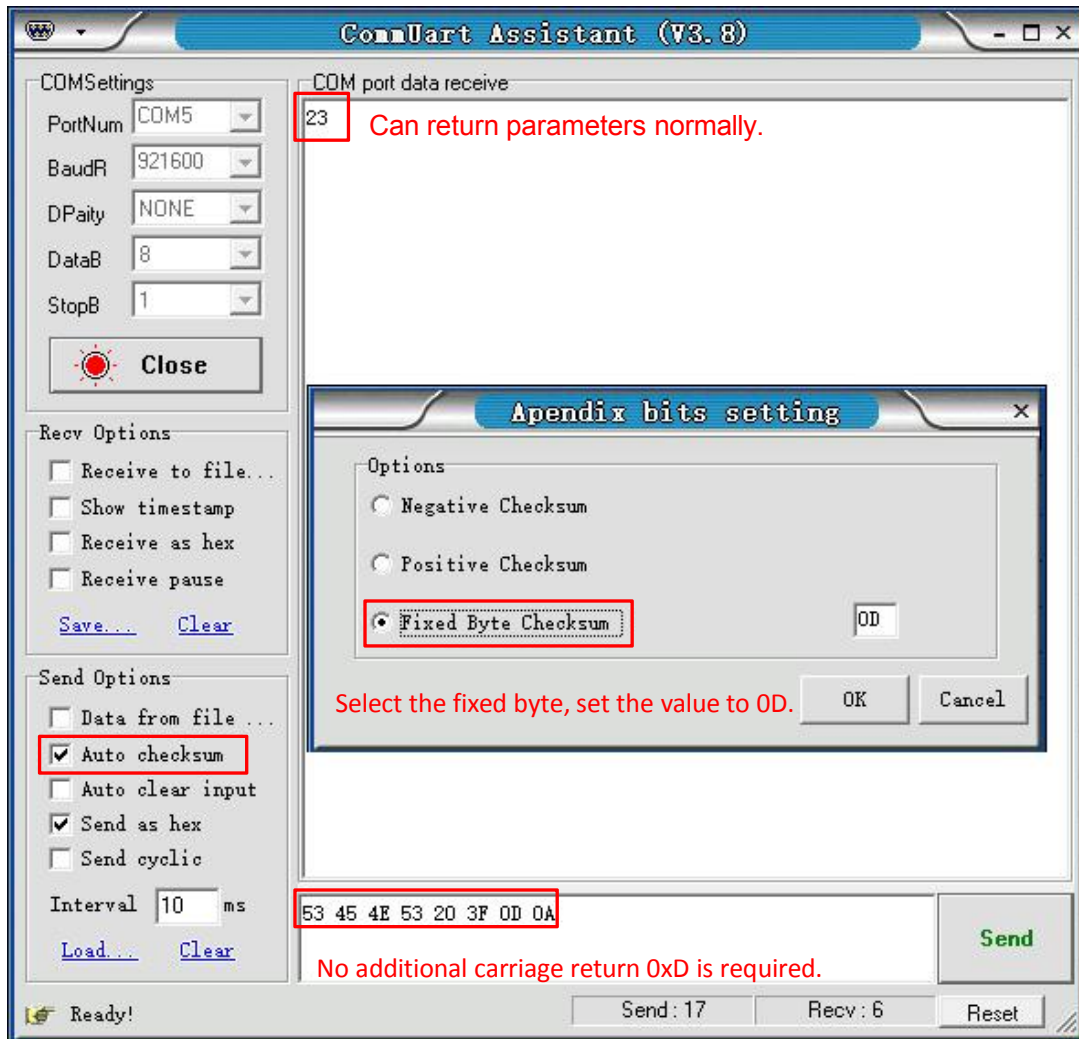 CommUart Assistant (V3.8)
COMSettings
PortNum COM5
BaudR 921600
DPaity NONE
DataB 8
StopB 1
Close
Recv Options
Receive to file...
Show timestamp
Receive as hex
Receive pause
Save... Clear
Send Options
Data from file ...
Auto checksum
Auto clear input
Send as hex
Send cyclic
Interval 10 ms
Load... Clear
COM port data receive
23
Can return parameters normally.
Apendix bits setting
Options
Negative Checksum
Positive Checksum
Fixed Byte Checksum 0D
Select the fixed byte, set the value to 0D.
OK Cancel
53 45 4E 53 20 3F 0D 0A
No additional carriage return 0xD is required.
Send
Ready!
Send : 17 Recv : 6 Reset